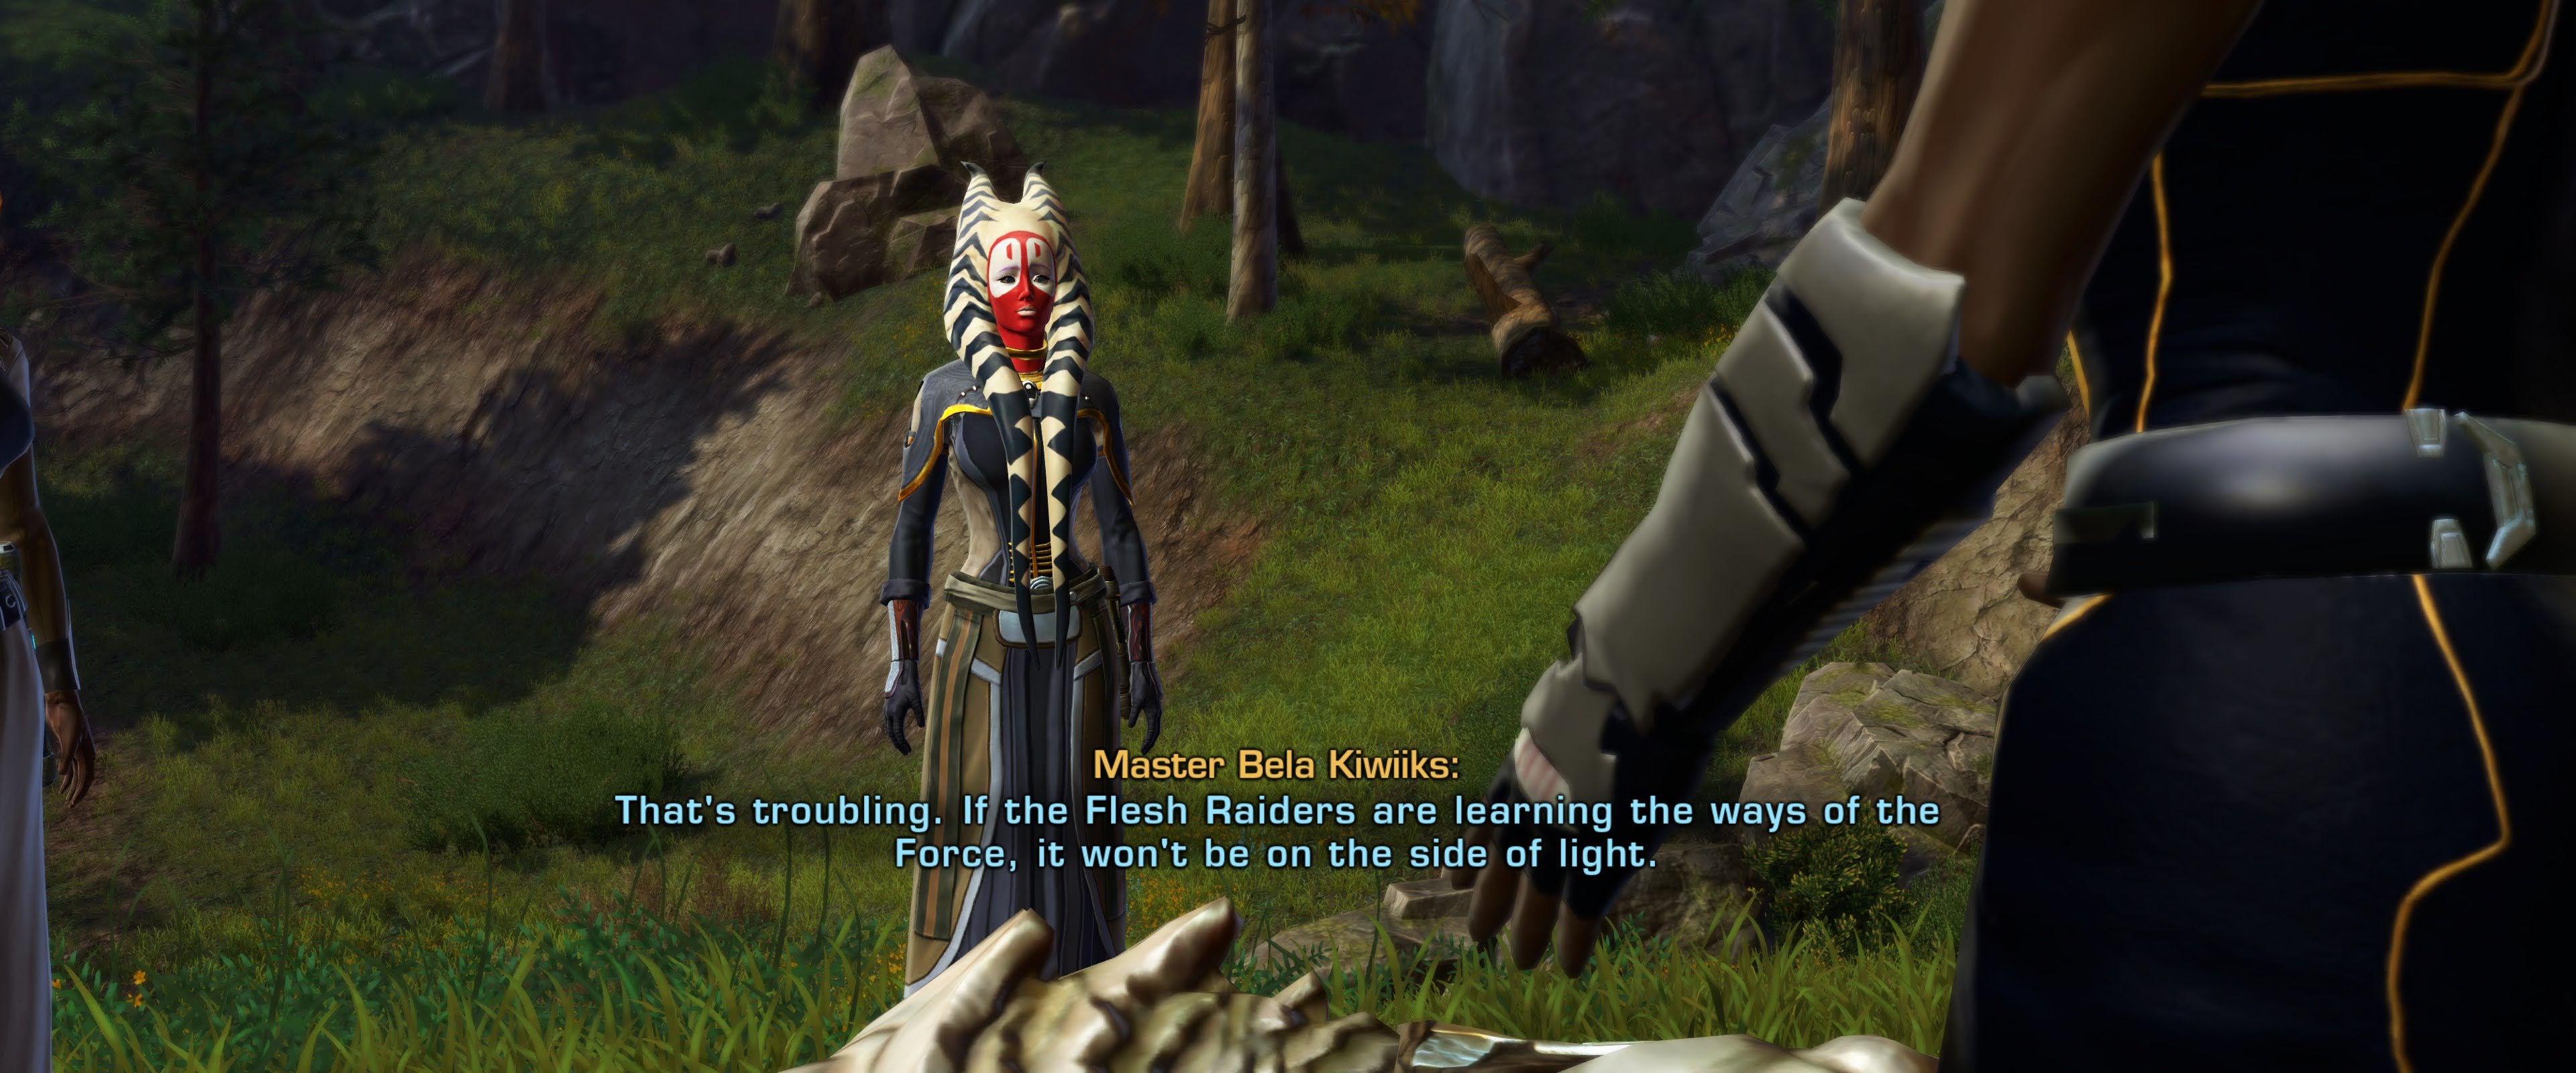 Master Bela Kiwiiks:
That's troubling. If the Flesh Raiders are learning the ways of the
Force, it won't be on the side of light.